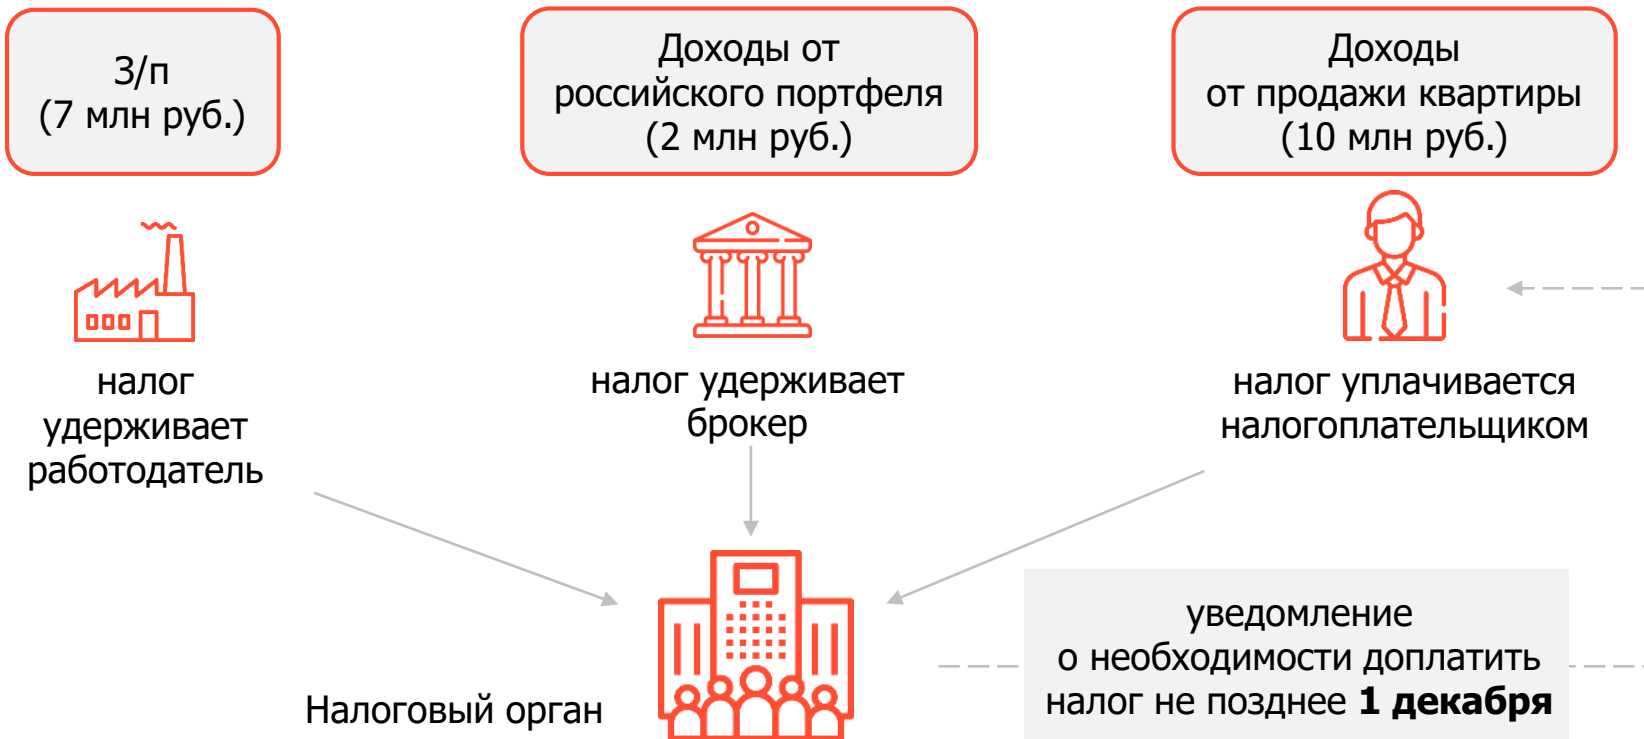 З/п
(7 млн руб.)
Доходы от
российского портфеля
(2 млн руб.)
Доходы
от продажи квартиры
(10 млн руб.)
налог
удерживает
работодатель
налог удерживает
брокер
налог уплачивается
налогоплательщиком
Налоговый орган
уведомление
о необходимости доплатить
налог не позднее 1 декабря